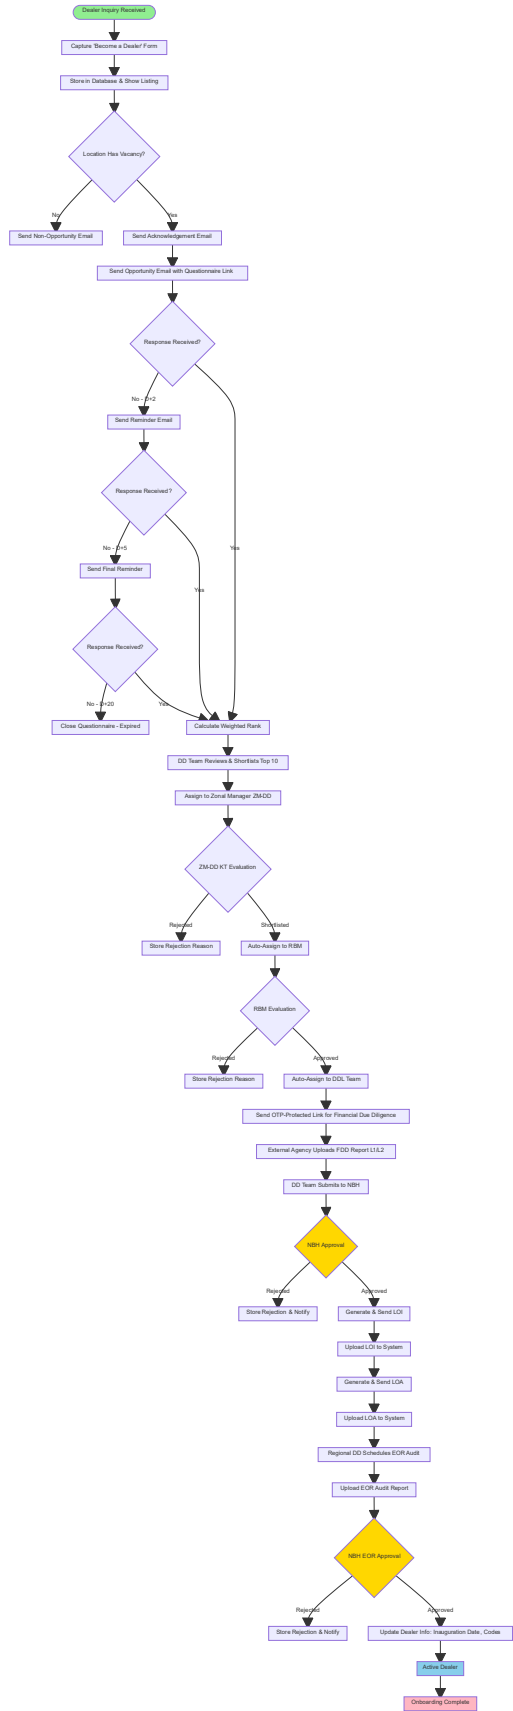 Dealer Inquiry Received
Capture 'Become a Dealer' Form
Store in Database & Show Listing
Location Has Vacancy?
No
Yes
Send Non-Opportunity Email
Send Acknowledgement Email
Send Opportunity Email with Questionnaire Link
Response Received?
No - D+2
Send Reminder Email
Response Received?
No - D+5
Yes
Send Final Reminder
Yes
Response Received?
No - D+20
Yes
Close Questionnaire - Expired
Calculate Weighted Rank
DD Team Reviews & Shortlists Top 10
Assign to Zonal Manager ZM-DD
ZM-DD KT Evaluation
Rejected
Shortlisted
Store Rejection Reason
Auto-Assign to RBM
RBM Evaluation
Rejected
Approved
Store Rejection Reason
Auto-Assign to DDL Team
Send OTP-Protected Link for Financial Due Diligence
External Agency Uploads FDD Report L1/L2
DD Team Submits to NBH
NBH Approval
Rejected
Approved
Store Rejection & Notify
Generate & Send LOI
Upload LOI to System
Generate & Send LOA
Upload LOA to System
Regional DD Schedules EOR Audit
Upload EOR Audit Report
NBH EOR Approval
Rejected
Approved
Store Rejection & Notify
Update Dealer Info: Inauguration Date, Codes
Active Dealer
Onboarding Complete